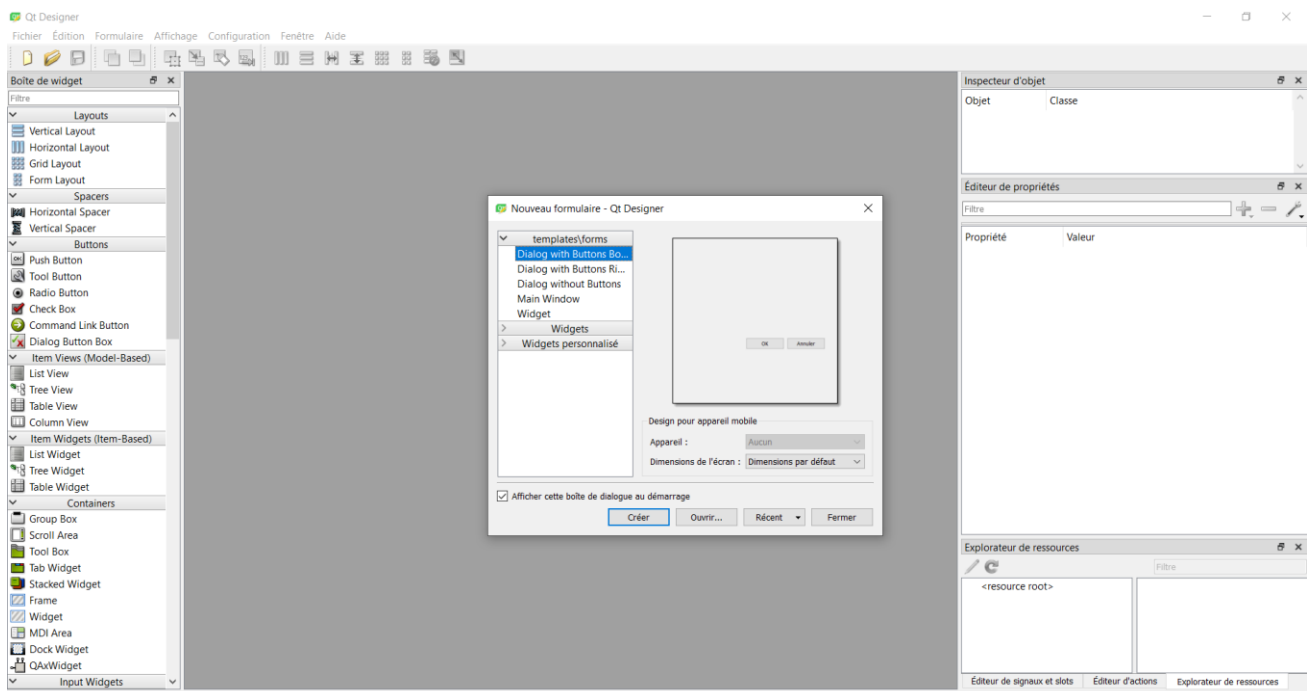 Qt Designer
Fichier Édition Formulaire Affichage Configuration Fenêtre Aide
Boîte de widget
Filtre
Layouts
Vertical Layout
Horizontal Layout
Grid Layout
Form Layout
Spacers
Horizontal Spacer
Vertical Spacer
Buttons
Push Button
Tool Button
Radio Button
Check Box
Command Link Button
Dialog Button Box
Item Views (Model-Based)
List View
Tree View
Table View
Column View
Item Widgets (Item-Based)
List Widget
Tree Widget
Table Widget
Containers
Group Box
Scroll Area
Tool Box
Tab Widget
Stacked Widget
Frame
Widget
MDI Area
Dock Widget
QAxWidget
Input Widgets
Nouveau formulaire - Qt Designer
templates\forms
Dialog with Buttons Bo...
Dialog with Buttons Ri...
Dialog without Buttons
Main Window
Widget
Widgets
Widgets personnalisé
OK Annuler
Design pour appareil mobile
Appareil : Aucun
Dimensions de l'écran : Dimensions par défaut
Afficher cette boîte de dialogue au démarrage
Créer Ouvrir... Récent Fermer
Inspecteur d'objet
Objet Classe
Éditeur de propriétés
Filtre
Propriété Valeur
Explorateur de ressources
Filtre
<resource root>
Éditeur de signaux et slots Éditeur d'actions Explorateur de ressources